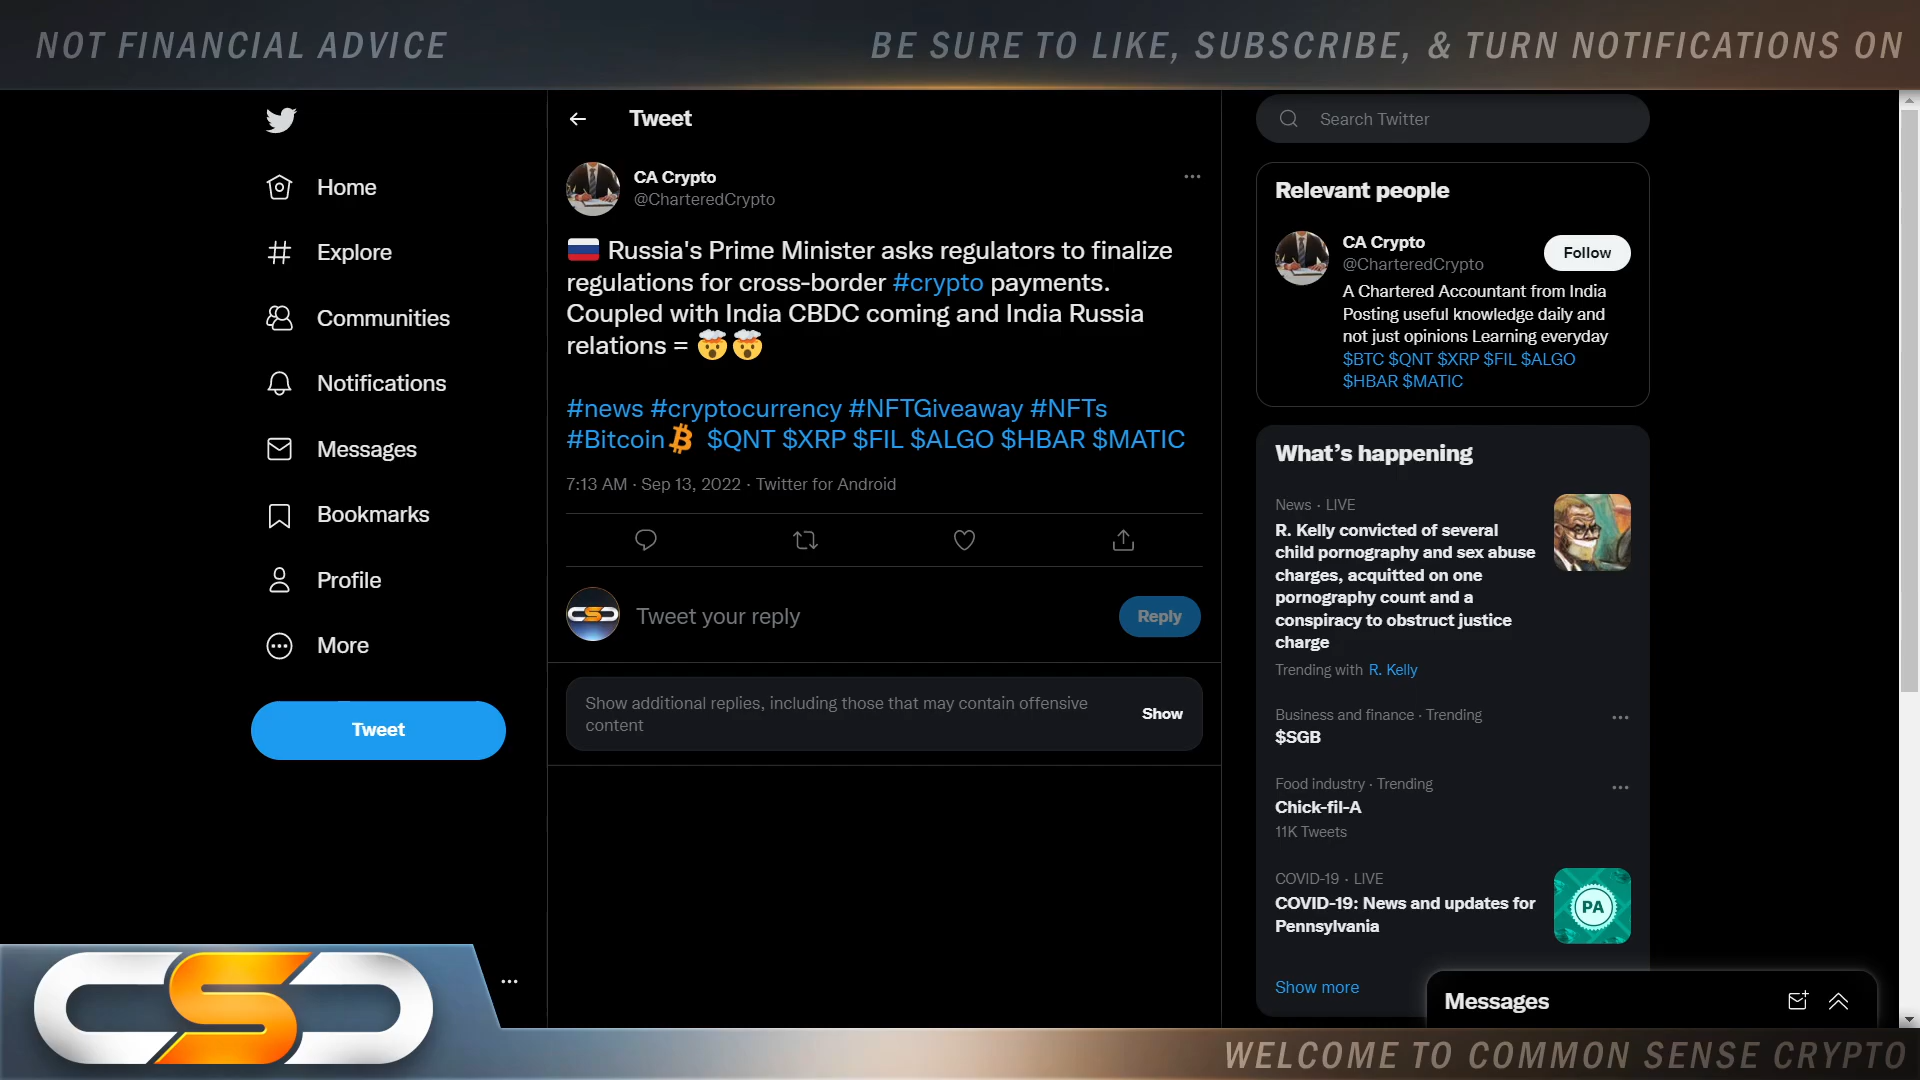 NOT FINANCIAL ADVICE
BE SURE TO LIKE, SUBSCRIBE, & TURN NOTIFICATIONS ON
Home
Explore
Communities
Notifications
Messages
Bookmarks
Profile
More
Tweet
Tweet
CA Crypto
@CharteredCrypto
Russia's Prime Minister asks regulators to finalize
regulations for cross-border #crypto payments.
Coupled with India CBDC coming and India Russia
relations = 🤯🤯
#news #cryptocurrency #NFTGiveaway #NFTs
#Bitcoin $QNT $XRP $FIL $ALGO $HBAR $MATIC
7:13 AM · Sep 13, 2022 · Twitter for Android
Tweet your reply
Reply
Show additional replies, including those that may contain offensive
content
Show
Search Twitter
Relevant people
CA Crypto
@CharteredCrypto
Follow
A Chartered Accountant from India
Posting useful knowledge daily and
not just opinions Learning everyday
$BTC $QNT $XRP $FIL $ALGO
$HBAR $MATIC
What's happening
News · LIVE
R. Kelly convicted of several
child pornography and sex abuse
charges, acquitted on one
pornography count and a
conspiracy to obstruct justice
charge
Trending with R. Kelly
Business and finance · Trending
$SGB
Food industry · Trending
Chick-fil-A
11K Tweets
COVID-19 · LIVE
COVID-19: News and updates for
Pennsylvania
PA
Show more
Messages
CSC
WELCOME TO COMMON SENSE CRYPTO